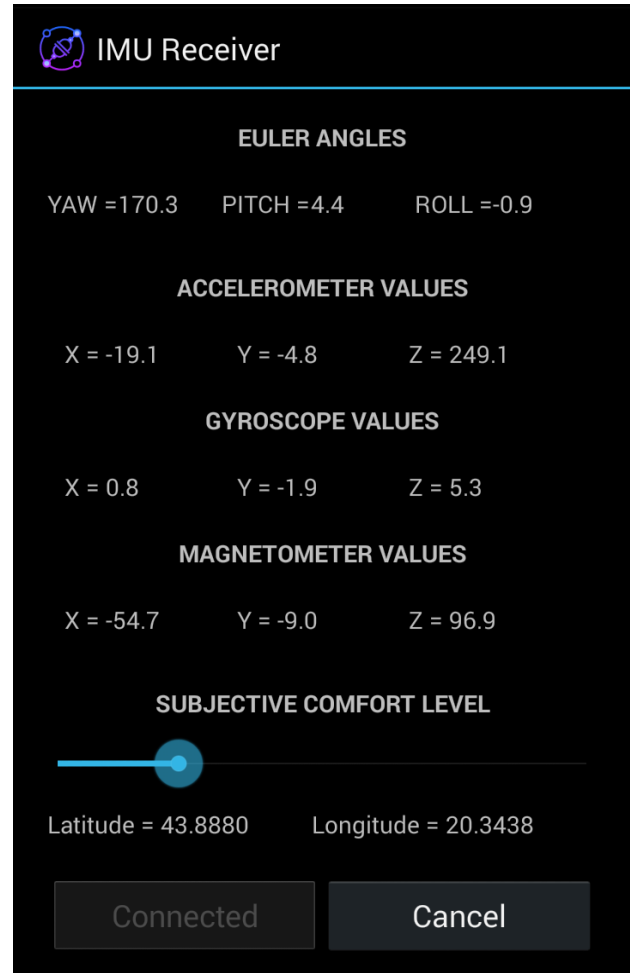 IMU Receiver
EULER ANGLES
YAW =170.3 PITCH =4.4 ROLL =-0.9
ACCELEROMETER VALUES
X = -19.1 Y = -4.8 Z = 249.1
GYROSCOPE VALUES
X = 0.8 Y = -1.9 Z = 5.3
MAGNETOMETER VALUES
X = -54.7 Y = -9.0 Z = 96.9
SUBJECTIVE COMFORT LEVEL
Latitude = 43.8880 Longitude = 20.3438
Connected Cancel